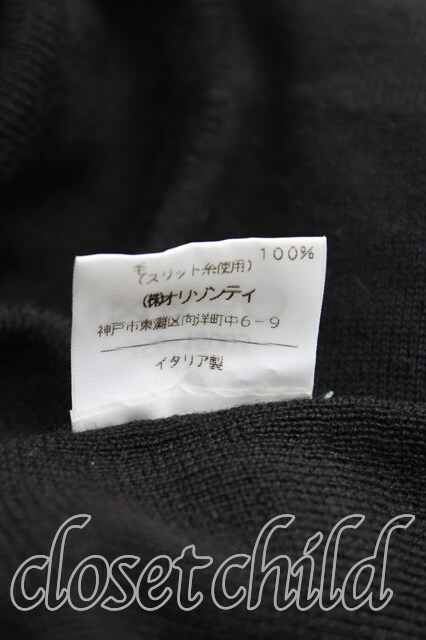 毛 100%
(スリット糸使用)
(株)オリゾンティ
神戸市東灘区向洋町中6-9
イタリア製
closet child